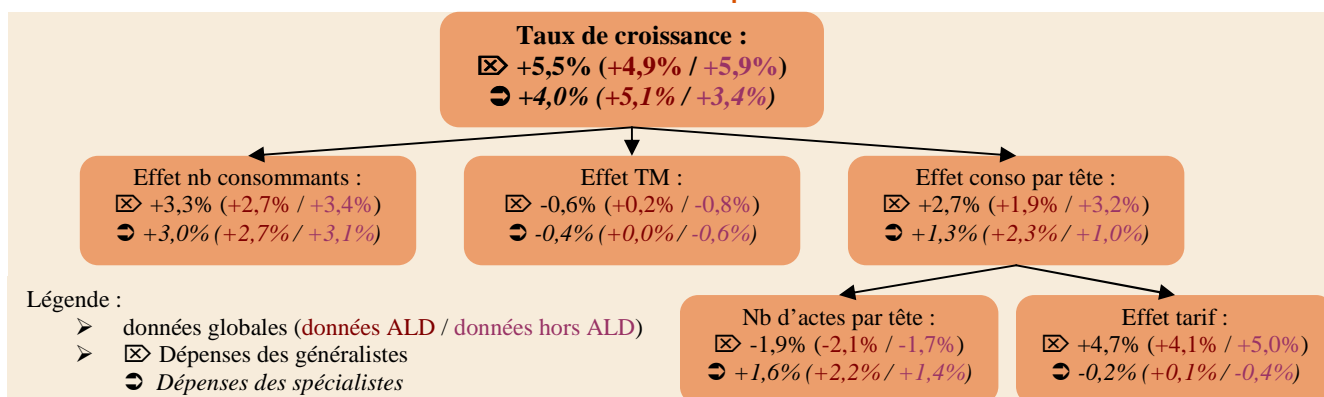 Taux de croissance :
⌦ +5,5% (+4,9% / +5,9%)
➲ +4,0% (+5,1% / +3,4%)
Effet nb consommants :
⌦ +3,3% (+2,7% / +3,4%)
➲ +3,0% (+2,7% / +3,1%)
Effet TM :
⌦ -0,6% (+0,2% / -0,8%)
➲ -0,4% (+0,0% / -0,6%)
Effet conso par tête :
⌦ +2,7% (+1,9% / +3,2%)
➲ +1,3% (+2,3% / +1,0%)
Légende :
➢ données globales (données ALD / données hors ALD)
➢ ⌦ Dépenses des généralistes
➲ Dépenses des spécialistes
Nb d'actes par tête :
⌦ -1,9% (-2,1% / -1,7%)
➲ +1,6% (+2,2% / +1,4%)
Effet tarif :
⌦ +4,7% (+4,1% / +5,0%)
➲ -0,2% (+0,1% / -0,4%)